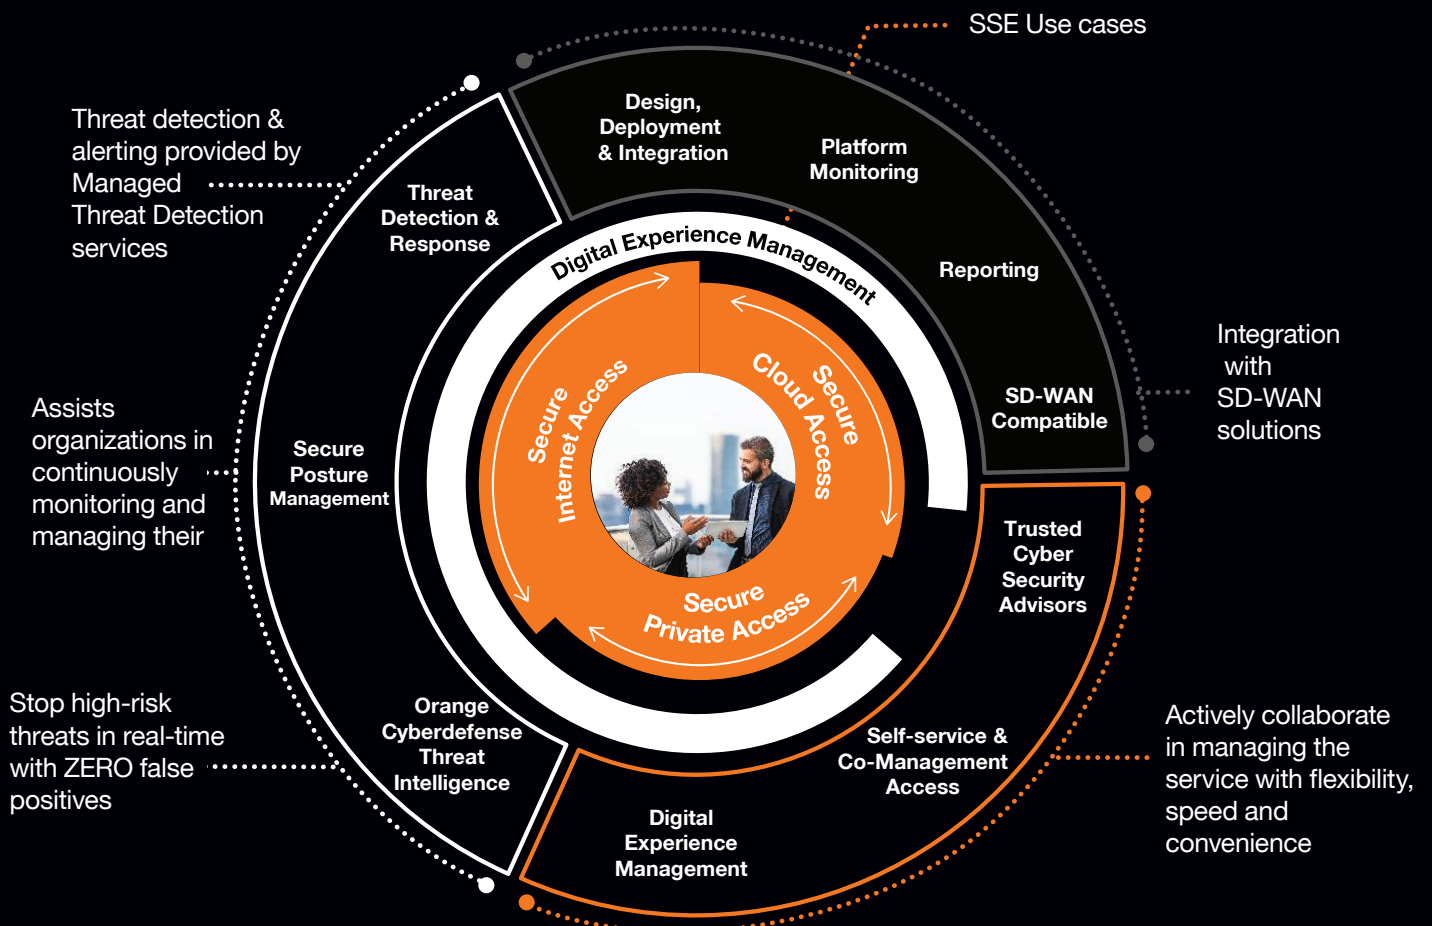 SSE Use cases
Threat detection &
alerting provided by
Managed
Threat Detection
services
Assists
organizations in
continuously
monitoring and
managing their
Stop high-risk
threats in real-time
with ZERO false
positives
Design,
Deployment
& Integration
Platform
Monitoring
Reporting
SD-WAN
Compatible
Integration
with
SD-WAN
solutions
Threat
Detection &
Response
Secure
Posture
Management
Orange
Cyberdefense
Threat
Intelligence
Digital Experience Management
Secure
Internet Access
Secure
Cloud Access
Secure
Private Access
Trusted
Cyber
Security
Advisors
Self-service &
Co-Management
Access
Digital
Experience
Management
Actively collaborate
in managing the
service with flexibility,
speed and
convenience